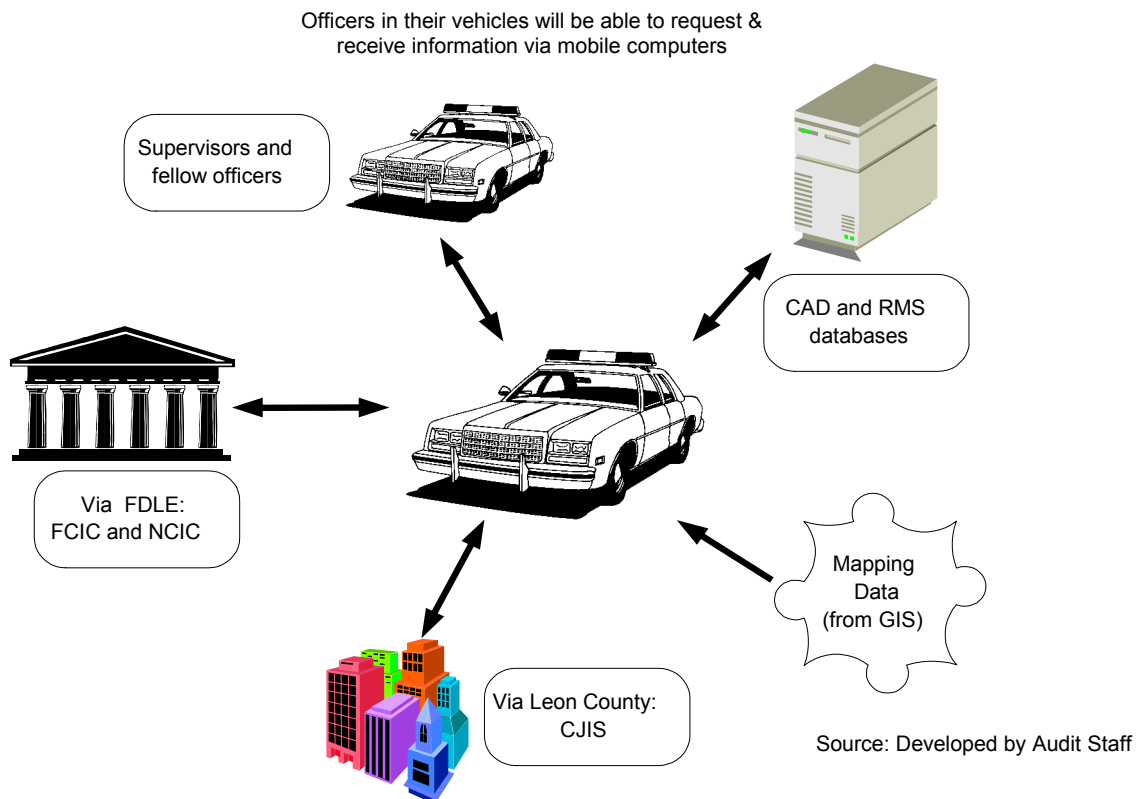 Officers in their vehicles will be able to request &
receive information via mobile computers
Supervisors and
fellow officers
CAD and RMS
databases
Via FDLE:
FCIC and NCIC
Mapping
Data
(from GIS)
Via Leon County:
CJIS
Source: Developed by Audit Staff